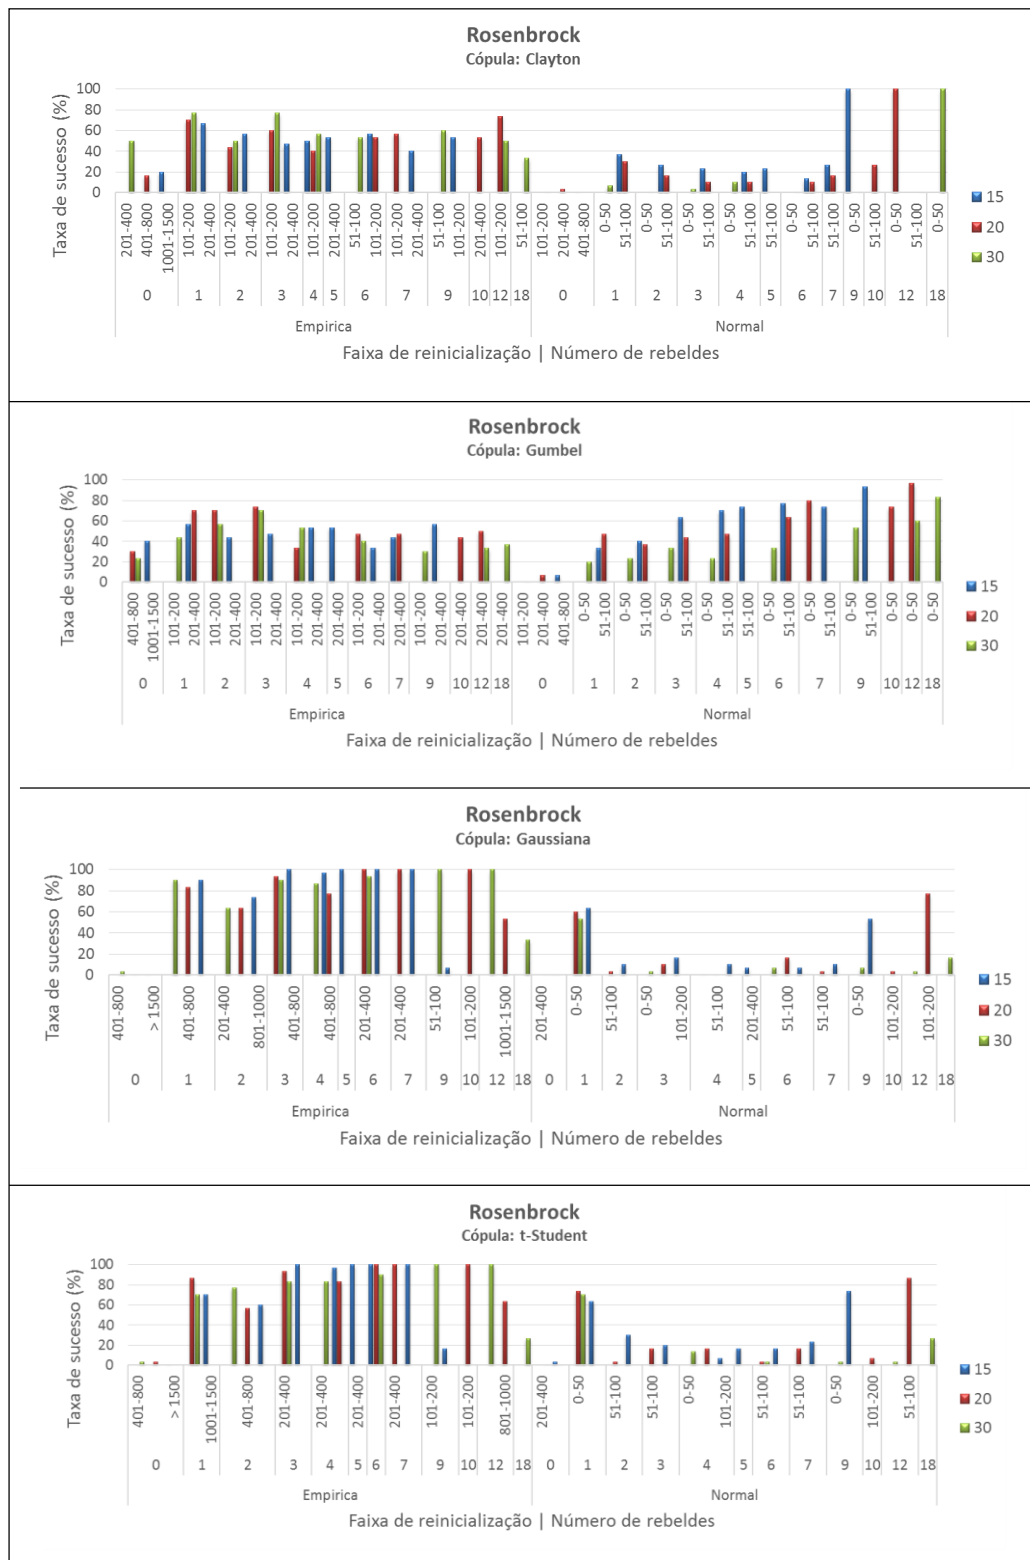 Rosenbrock
Cópula: Clayton
Taxa de sucesso (%)
100
80
60
40
20
0
201-400 401-800 1001-1500 101-200 201-400 101-200 201-400 101-200 201-400 101-200 201-400 101-200 101-200 201-400 51-100 101-200 201-400 101-200 51-100 101-200 201-400 401-800 0-50 51-100 0-50 51-100 0-50 51-100 0-50 51-100 51-100 0-50 51-100 51-100 0-50 51-100 0-50 51-100 0-50
0 1 2 3 4 5 6 7 9 10 12 18 0 1 2 3 4 5 6 7 9 10 12 18
Empirica Normal
Faixa de reinicialização | Número de rebeldes
15
20
30
Rosenbrock
Cópula: Gumbel
Taxa de sucesso (%)
100
80
60
40
20
0
401-800 1001-1500 101-200 201-400 101-200 201-400 101-200 201-400 101-200 201-400 201-400 101-200 201-400 201-400 101-200 201-400 201-400 101-200 201-400 101-200 201-400 401-800 0-50 51-100 0-50 51-100 0-50 51-100 0-50 51-100 51-100 0-50 51-100 0-50 51-100 0-50 51-100 0-50 0-50 0-50
0 1 2 3 4 5 6 7 9 10 12 18 0 1 2 3 4 5 6 7 9 10 12 18
Empirica Normal
Faixa de reinicialização | Número de rebeldes
15
20
30
Rosenbrock
Cópula: Gaussiana
Taxa de sucesso (%)
100
80
60
40
20
0
401-800 > 1500 401-800 201-400 801-1000 401-800 401-800 201-400 201-400 51-100 101-200 1001-1500 201-400 0-50 51-100 0-50 101-200 51-100 201-400 51-100 51-100 0-50 101-200 101-200
0 1 2 3 4 5 6 7 9 10 12 18 0 1 2 3 4 5 6 7 9 10 12 18
Empirica Normal
Faixa de reinicialização | Número de rebeldes
15
20
30
Rosenbrock
Cópula: t-Student
Taxa de sucesso (%)
100
80
60
40
20
0
401-800 > 1500 1001-1500 401-800 201-400 201-400 201-400 201-400 101-200 101-200 801-1000 201-400 0-50 51-100 51-100 0-50 101-200 51-100 51-100 0-50 101-200 51-100
0 1 2 3 4 5 6 7 9 10 12 18 0 1 2 3 4 5 6 7 9 10 12 18
Empirica Normal
Faixa de reinicialização | Número de rebeldes
15
20
30